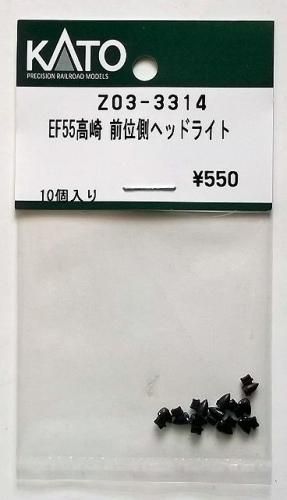 KATO
PRECISION RAILROAD MODELS
Z03-3314
EF55高崎 前位側ヘッドライト
¥550
10個入り